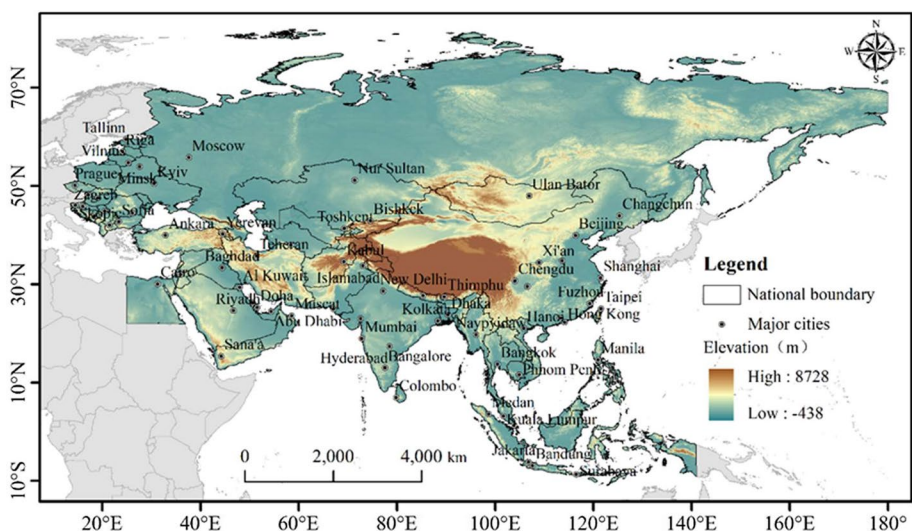 N
W E
S
70°N
50°N
30°N
10°N
10°S
Tallinn
Riga
Vilnius
Moscow
Prague
Minsk
Kyiv
Nur Sultan
Ulan Bator
Zagreb
Skopje
Sofia
Changchun
Ankara
Yerevan
Toshkent
Bishkek
Beijing
Teheran
Baghdad
Kabul
Xi'an
Cairo
Al Kuwait
Islamabad
New Delhi
Thimphu
Chengdu
Shanghai
Riyadh
Doha
Muscat
Abu Dhabi
Kolkata
Dhaka
Fuzhou
Taipei
Naypyidaw
Hanoi
Hong Kong
Mumbai
Sana'a
Hyderabad
Bangalore
Bangkok
Manila
Phnom Penh
Colombo
Medan
Kuala Lumpur
Jakarta
Bandung
Surabaya
Legend
National boundary
Major cities
Elevation（m）
High : 8728
Low : -438
0 2,000 4,000 km
20°E 40°E 60°E 80°E 100°E 120°E 140°E 160°E 180°